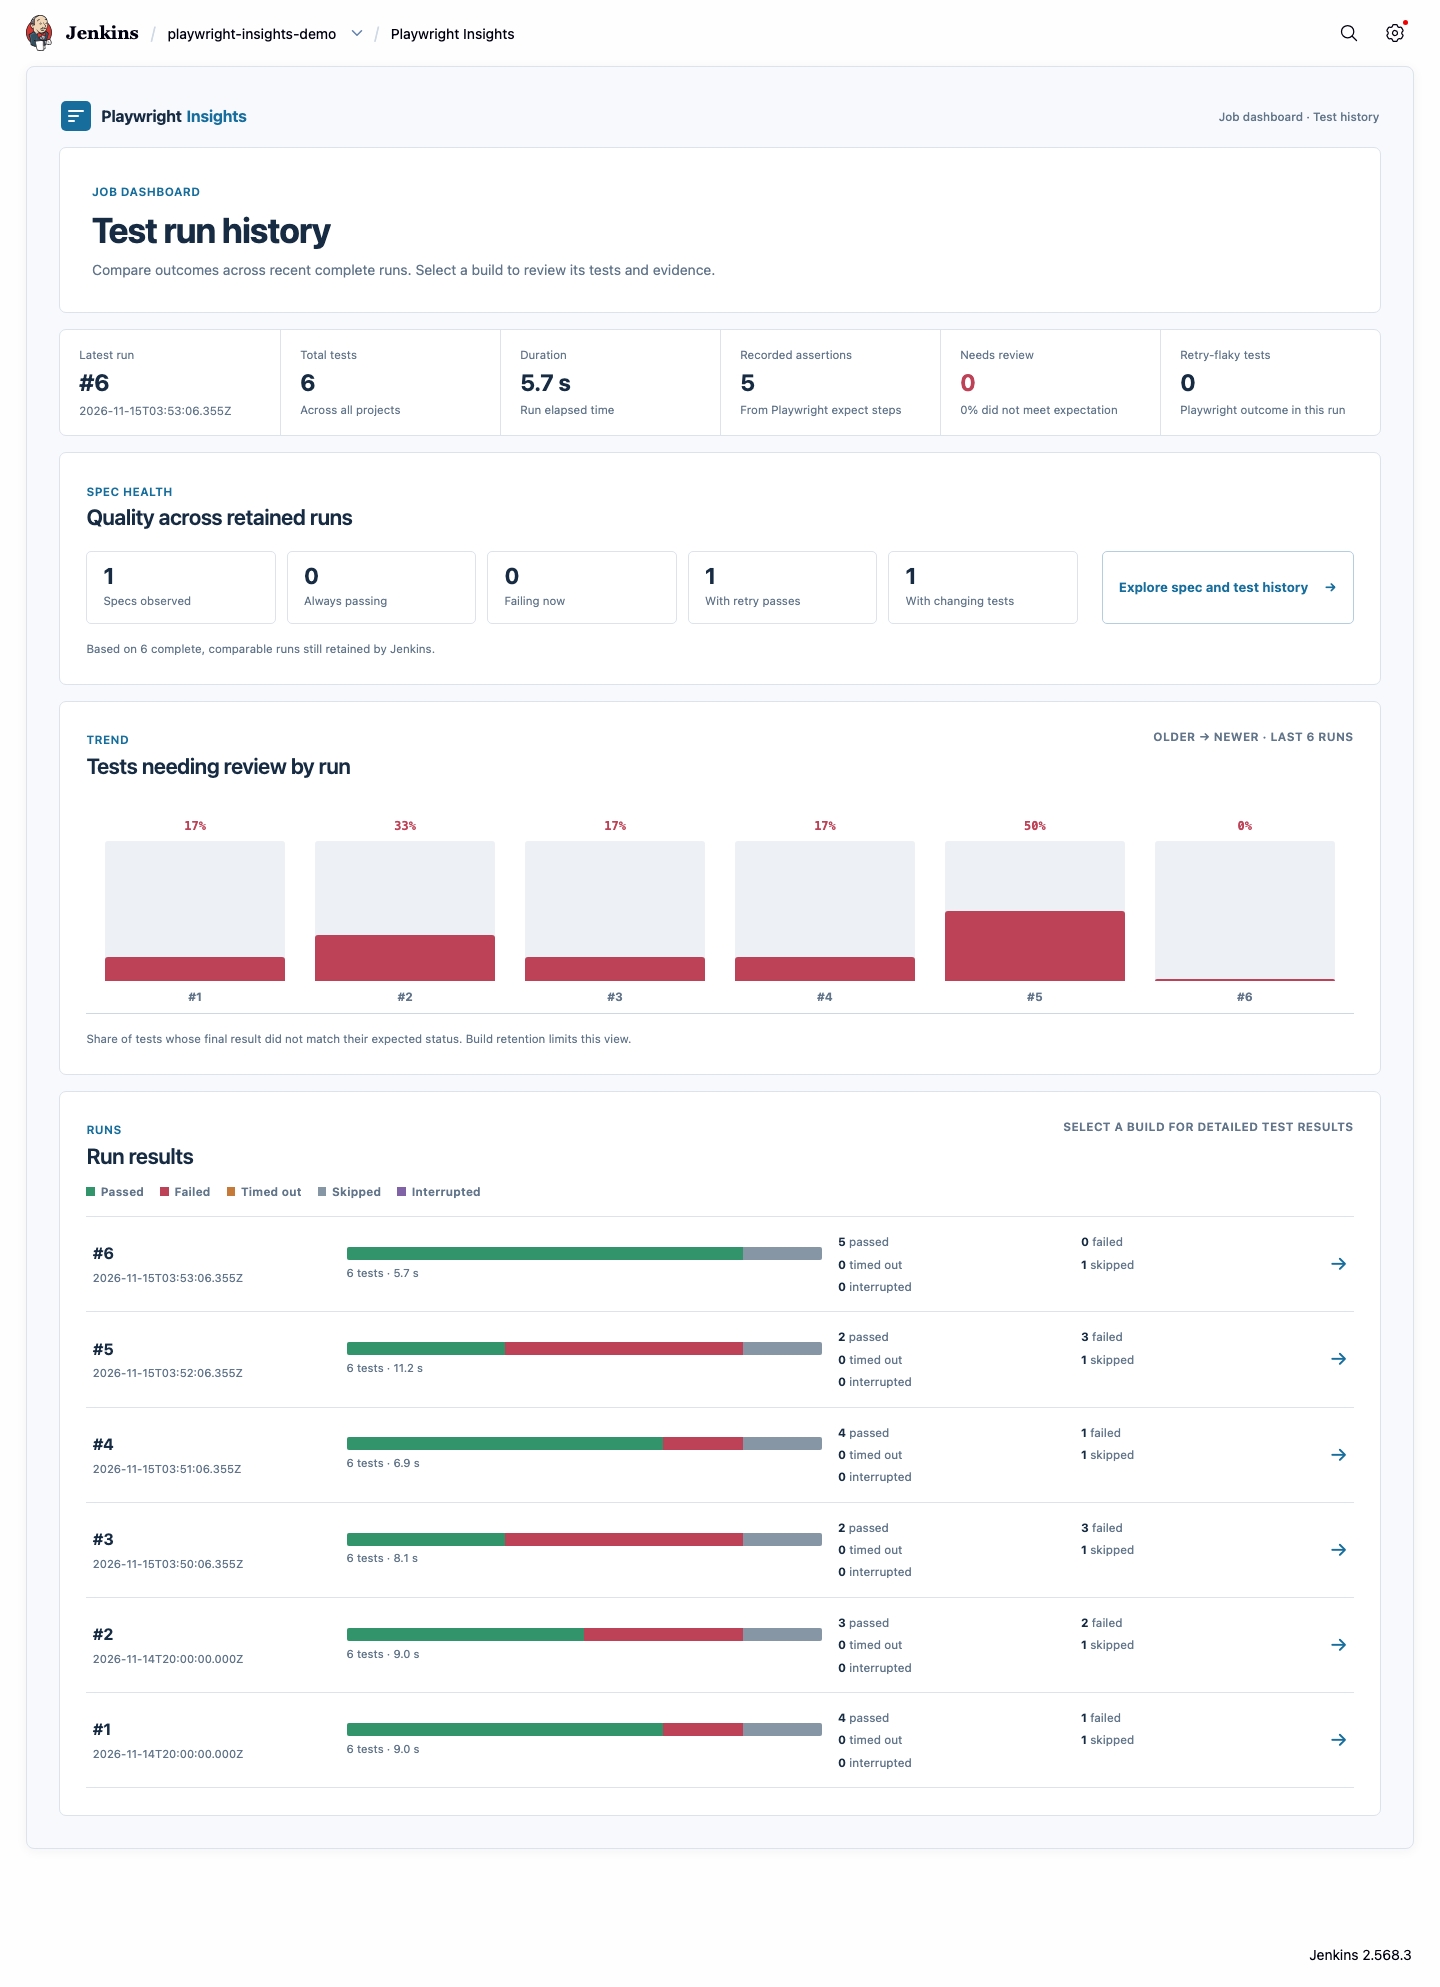 Jenkins / playwright-insights-demo / Playwright Insights
Playwright Insights
Job dashboard · Test history
JOB DASHBOARD
Test run history
Compare outcomes across recent complete runs. Select a build to review its tests and evidence.
Latest run
#6
2026-11-15T03:53:06.355Z
Total tests
6
Across all projects
Duration
5.7 s
Run elapsed time
Recorded assertions
5
From Playwright expect steps
Needs review
0
0% did not meet expectation
Retry-flaky tests
0
Playwright outcome in this run
SPEC HEALTH
Quality across retained runs
1
Specs observed
0
Always passing
0
Failing now
1
With retry passes
1
With changing tests
Explore spec and test history →
Based on 6 complete, comparable runs still retained by Jenkins.
TREND
OLDER → NEWER · LAST 6 RUNS
Tests needing review by run
17% 33% 17% 17% 50% 0%
#1 #2 #3 #4 #5 #6
Share of tests whose final result did not match their expected status. Build retention limits this view.
RUNS
SELECT A BUILD FOR DETAILED TEST RESULTS
Run results
Passed Failed Timed out Skipped Interrupted
#6
2026-11-15T03:53:06.355Z
6 tests · 5.7 s
5 passed 0 failed
0 timed out 1 skipped
0 interrupted
#5
2026-11-15T03:52:06.355Z
6 tests · 11.2 s
2 passed 3 failed
0 timed out 1 skipped
0 interrupted
#4
2026-11-15T03:51:06.355Z
6 tests · 6.9 s
4 passed 1 failed
0 timed out 1 skipped
0 interrupted
#3
2026-11-15T03:50:06.355Z
6 tests · 8.1 s
2 passed 3 failed
0 timed out 1 skipped
0 interrupted
#2
2026-11-14T20:00:00.000Z
6 tests · 9.0 s
3 passed 2 failed
0 timed out 1 skipped
0 interrupted
#1
2026-11-14T20:00:00.000Z
6 tests · 9.0 s
4 passed 1 failed
0 timed out 1 skipped
0 interrupted
Jenkins 2.568.3